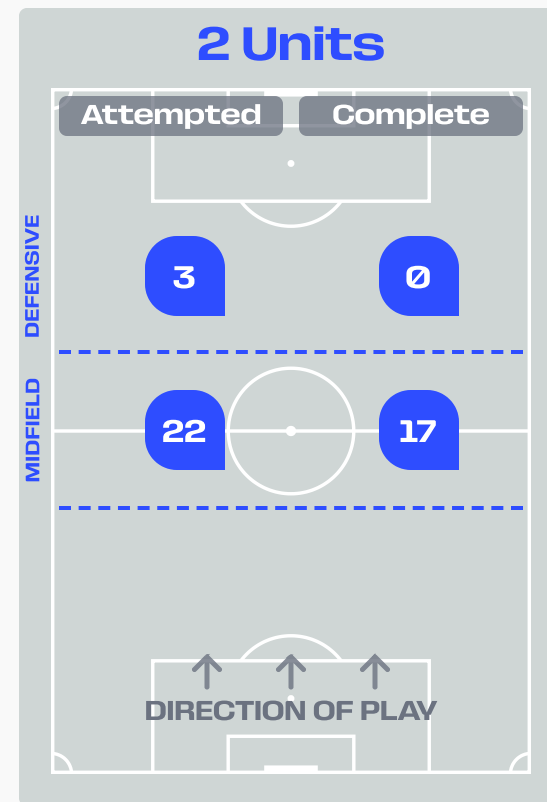 2 Units
Attempted
Complete
DEFENSIVE
3
0
MIDFIELD
22
17
DIRECTION OF PLAY